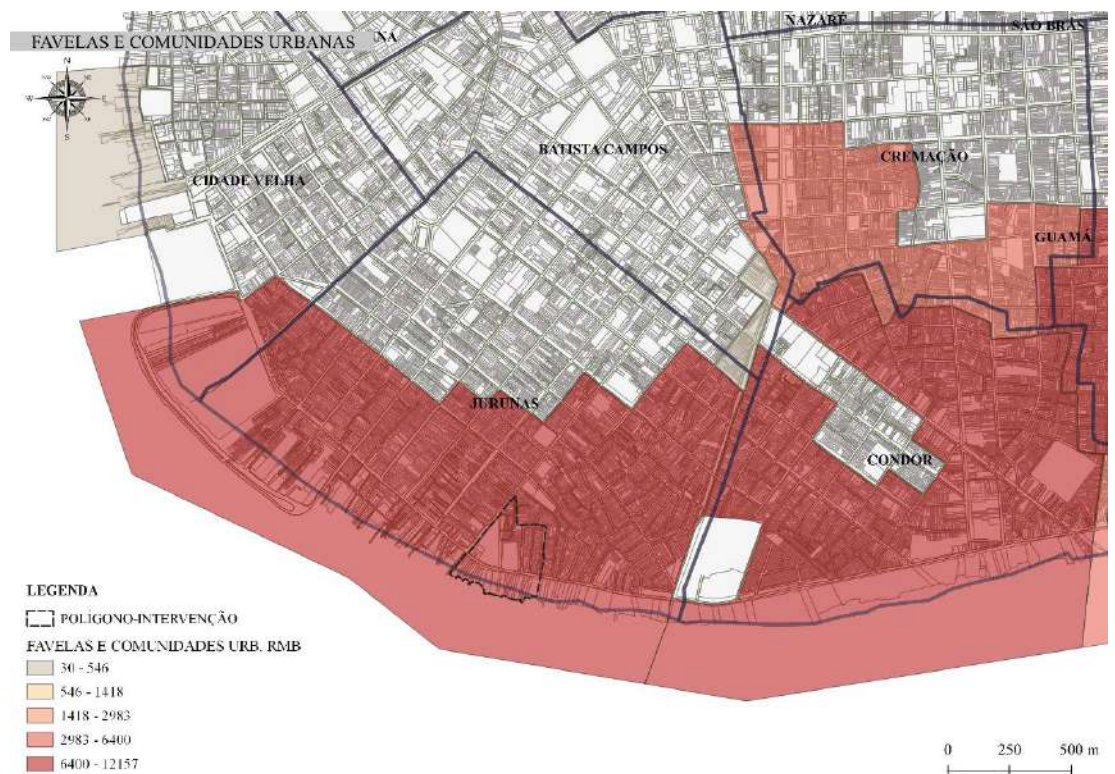 NAZARÉ
SÃO BRÁS
FAVELAS E COMUNIDADES URBANAS
NA
N
W
S
BATISTA CAMPOS
CREMAÇÃO
CIDADE VELHA
GUAMÁ
JURUNAS
CONDOR
LEGENDA
POLÍGONO-INTERVENÇÃO
FAVELAS E COMUNIDADES URB. RMB
30 - 546
546 - 1418
1418 - 2983
2983 - 6400
6400 - 12157
0 250 500 m